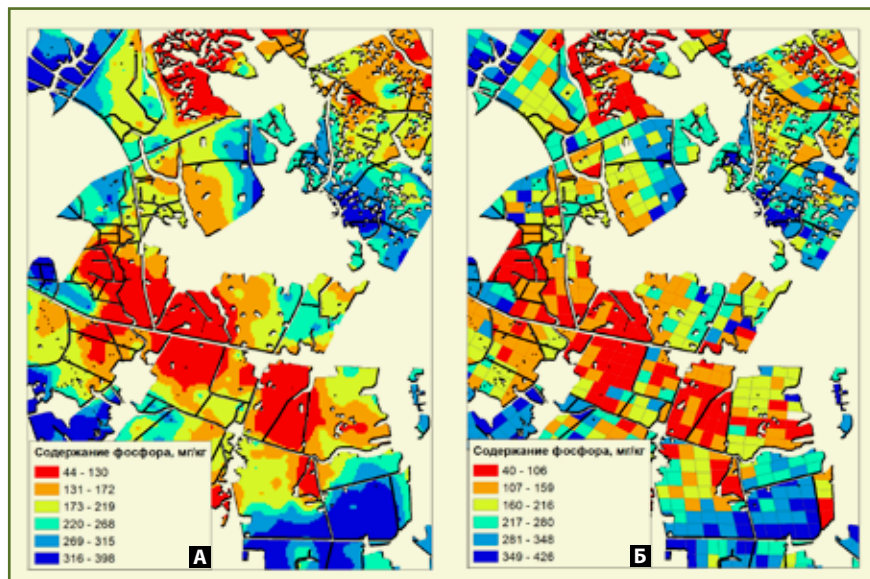 Содержание фосфора, мг/кг
44 - 130
131 - 172
173 - 219
220 - 268
269 - 315
316 - 398
А
Содержание фосфора, мг/кг
40 - 106
107 - 159
160 - 216
217 - 280
281 - 348
349 - 426
Б